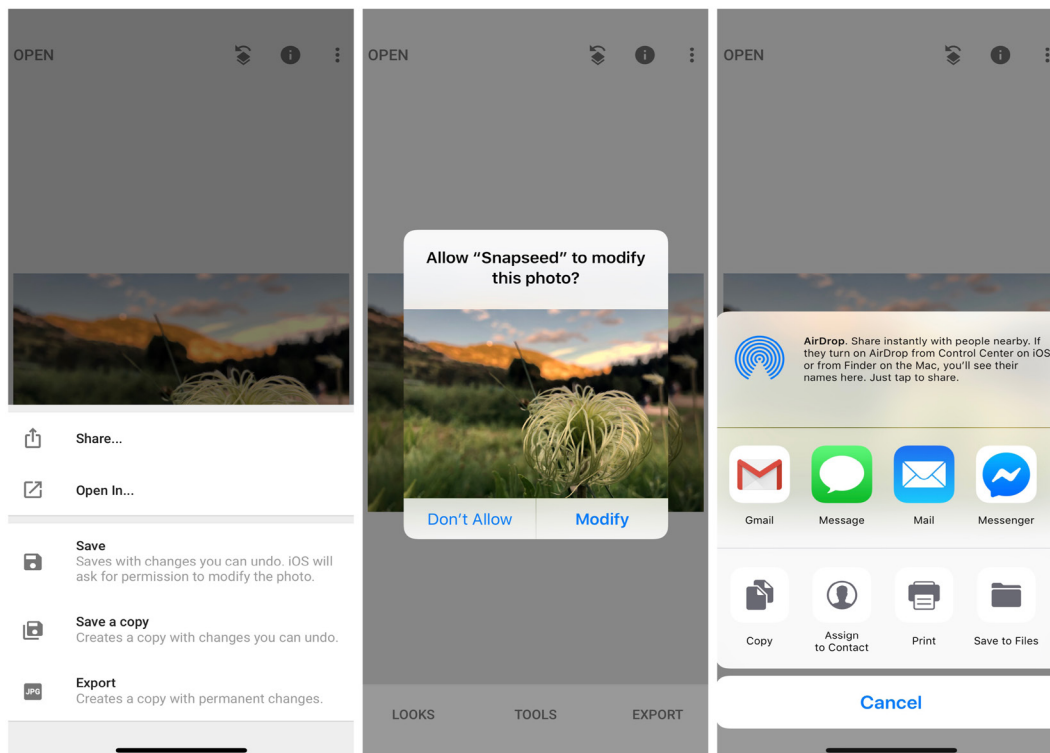 OPEN
Share...
Open In...
Save
Saves with changes you can undo. iOS will
ask for permission to modify the photo.
Save a copy
Creates a copy with changes you can undo.
JPG
Export
Creates a copy with permanent changes.
OPEN
Allow “Snapseed” to modify
this photo?
Don’t Allow
Modify
LOOKS
TOOLS
EXPORT
OPEN
AirDrop. Share instantly with people nearby. If
they turn on AirDrop from Control Center on iOS
or from Finder on the Mac, you’ll see their
names here. Just tap to share.
Gmail
Message
Mail
Messenger
Copy
Assign
to Contact
Print
Save to Files
Cancel